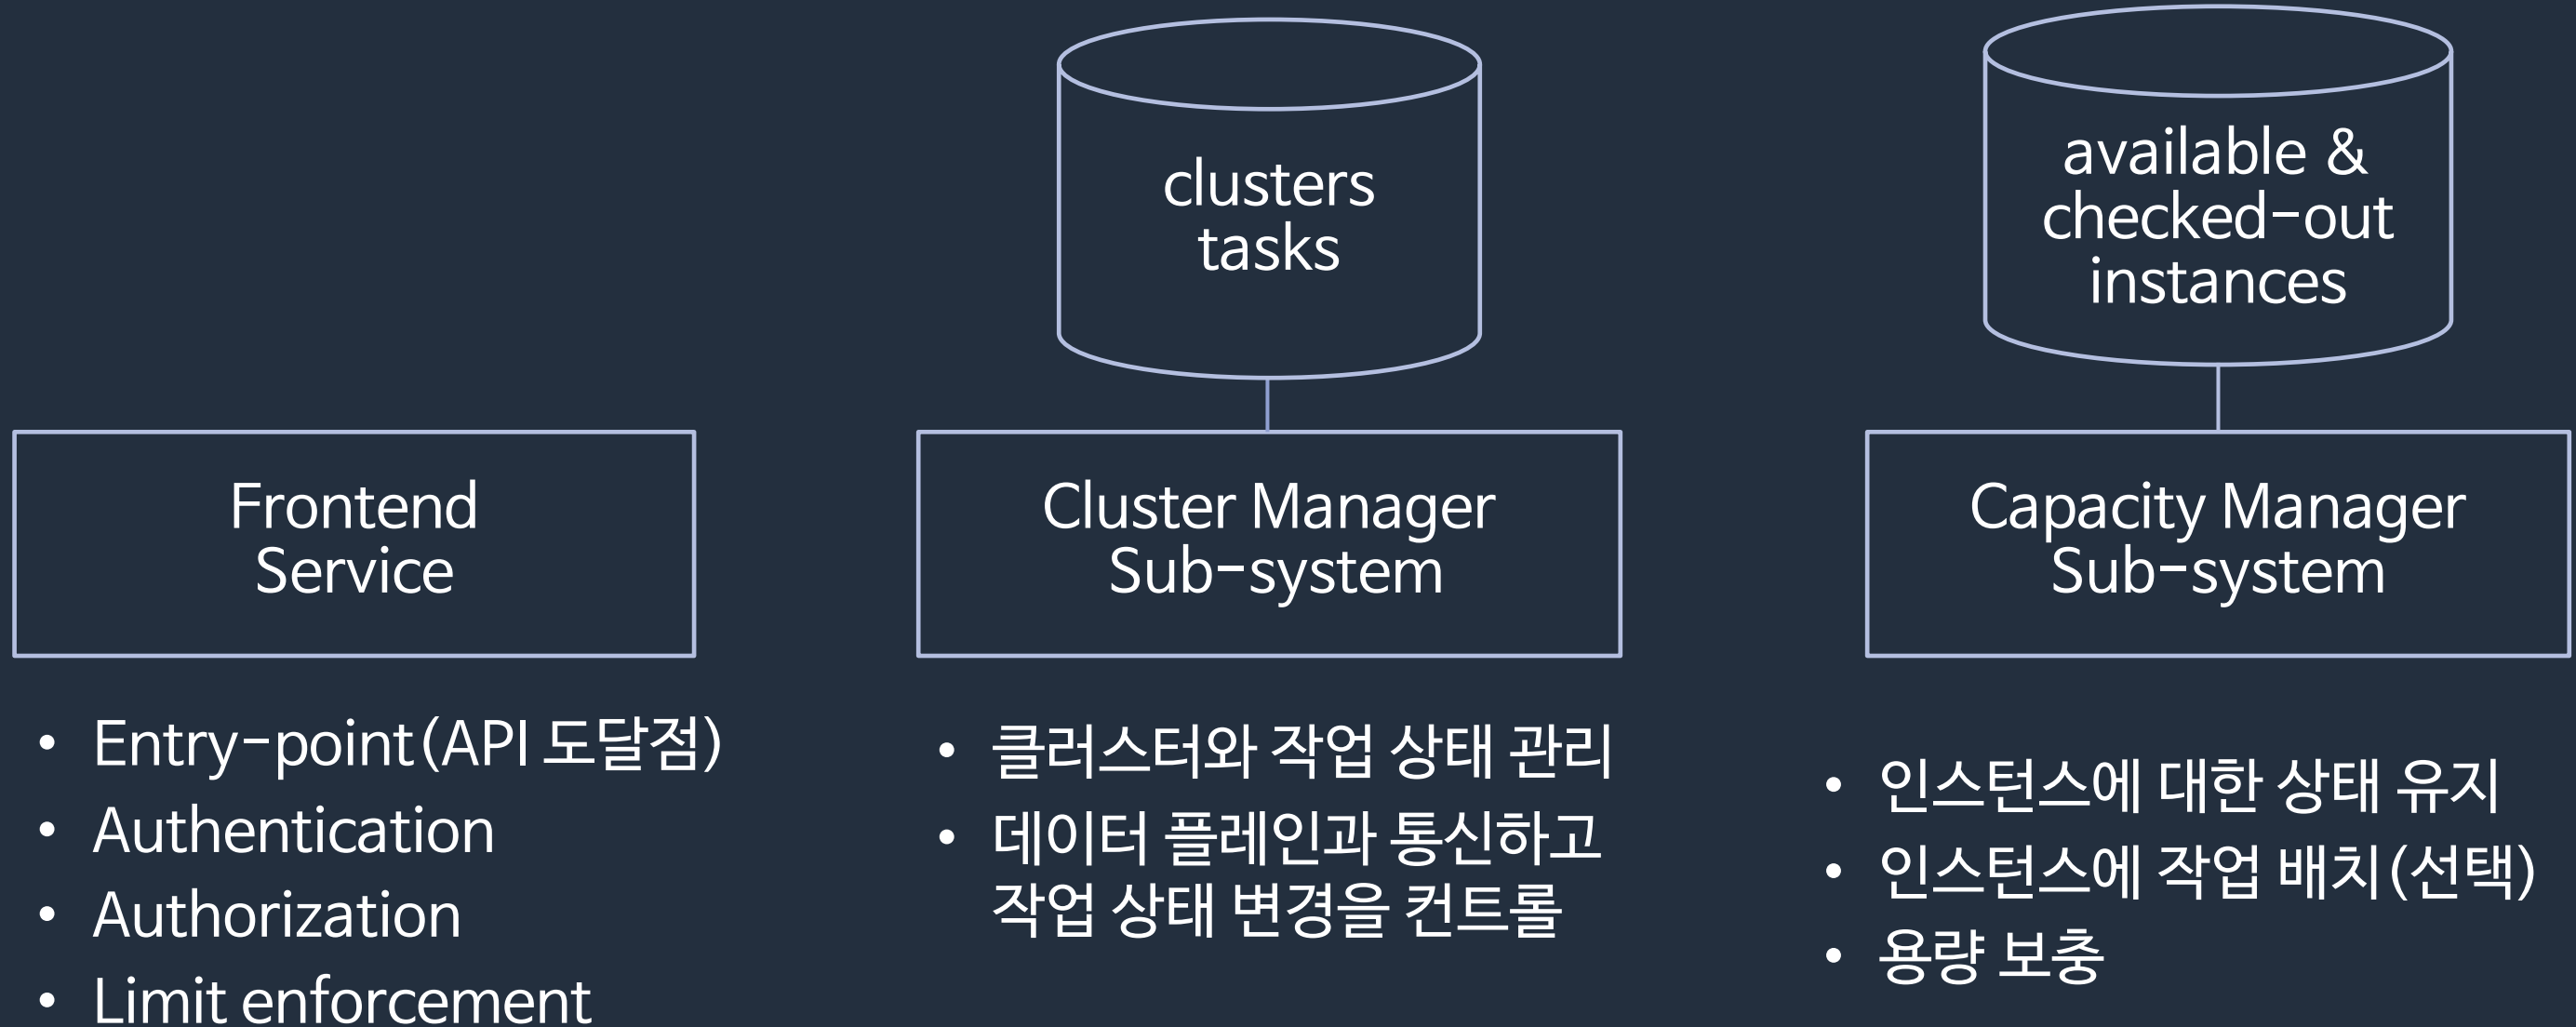 clusters
tasks
available &
checked-out
instances
Frontend
Service
Cluster Manager
Sub-system
Capacity Manager
Sub-system
• Entry-point(API 도달점)
• Authentication
• Authorization
• Limit enforcement
• 클러스터와 작업 상태 관리
• 데이터 플레인과 통신하고
작업 상태 변경을 컨트롤
• 인스턴스에 대한 상태 유지
• 인스턴스에 작업 배치(선택)
• 용량 보충